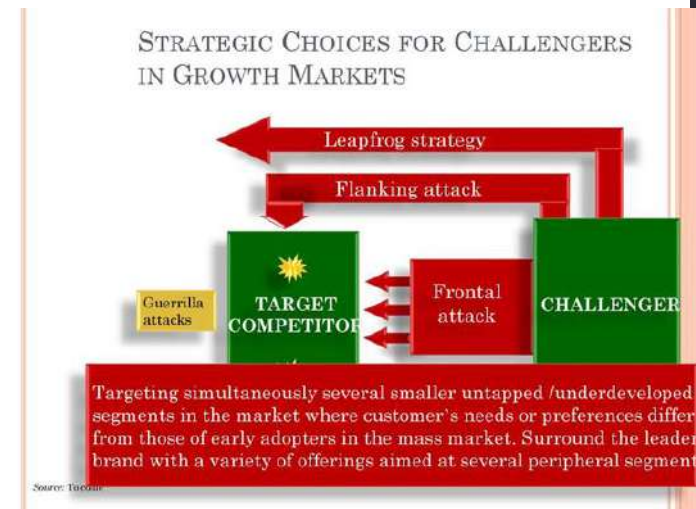 STRATEGIC CHOICES FOR CHALLENGERS
IN GROWTH MARKETS
Leapfrog strategy
Flanking attack
Guerrilla
attacks
TARGET
COMPETITOR
Frontal
attack
CHALLENGER
Targeting simultaneously several smaller untapped /underdeveloped
segments in the market where customer's needs or preferences differ
from those of early adopters in the mass market. Surround the leader
brand with a variety of offerings aimed at several peripheral segment
Source: